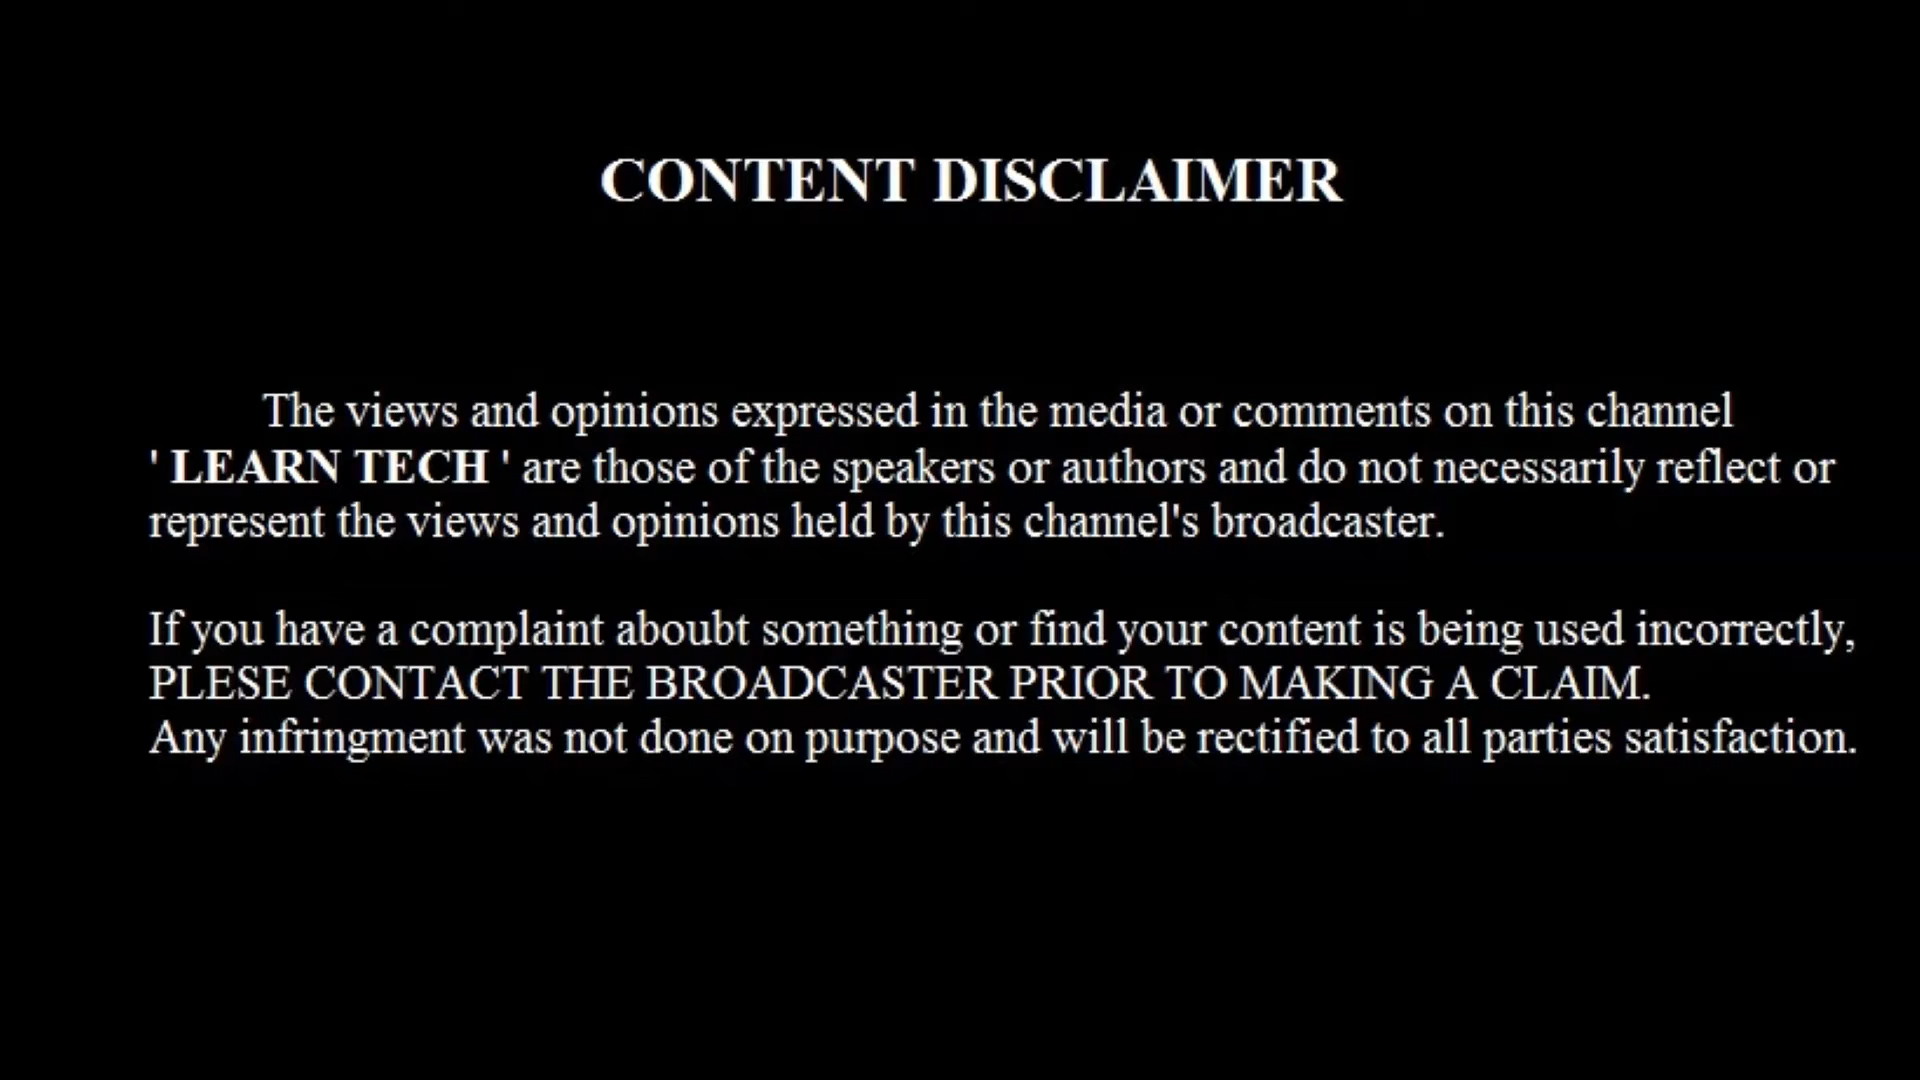 CONTENT DISCLAIMER
The views and opinions expressed in the media or comments on this channel
' LEARN TECH ' are those of the speakers or authors and do not necessarily reflect or
represent the views and opinions held by this channel's broadcaster.
If you have a complaint aboubt something or find your content is being used incorrectly,
PLESE CONTACT THE BROADCASTER PRIOR TO MAKING A CLAIM.
Any infringment was not done on purpose and will be rectified to all parties satisfaction.